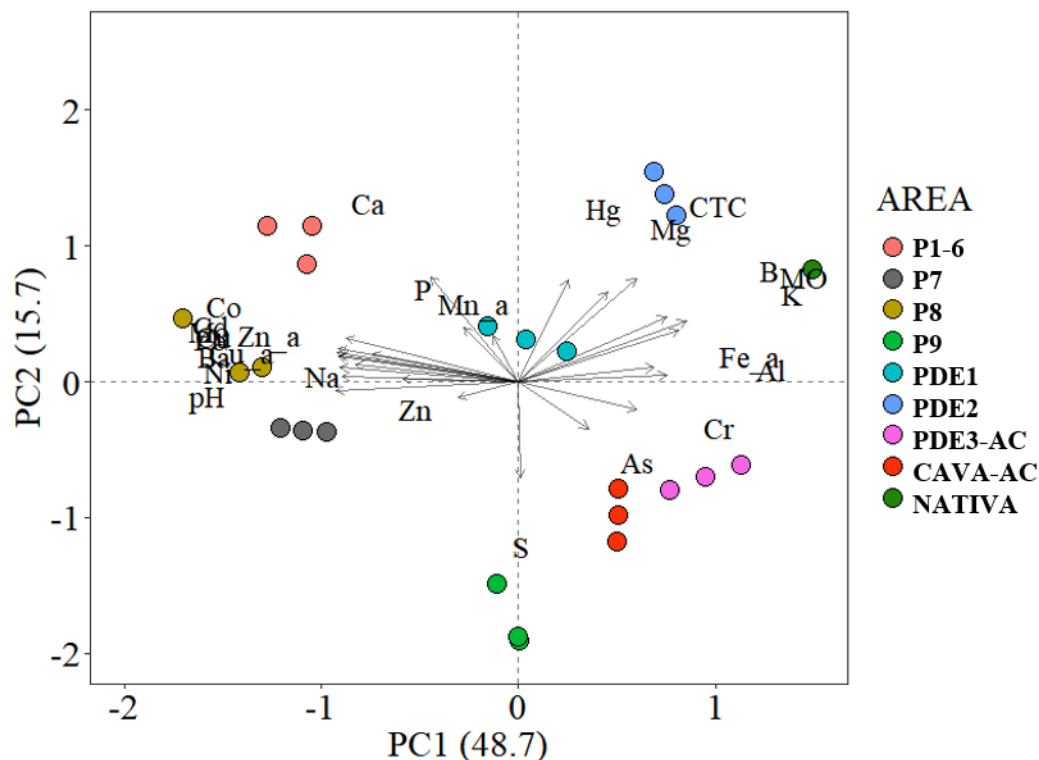 2
1
0
-1
-2
PC2 (15.7)
-2
-1
0
1
PC1 (48.7)
Ca
Hg
CTC
Mg
B
MO
K
P
Mn_a
Co
Cd
Zn_a
Fe_a
Al
Ni
Na
pH
Zn
Cr
As
S
AREA
P1-6
P7
P8
P9
PDE1
PDE2
PDE3-AC
CAVA-AC
NATIVA